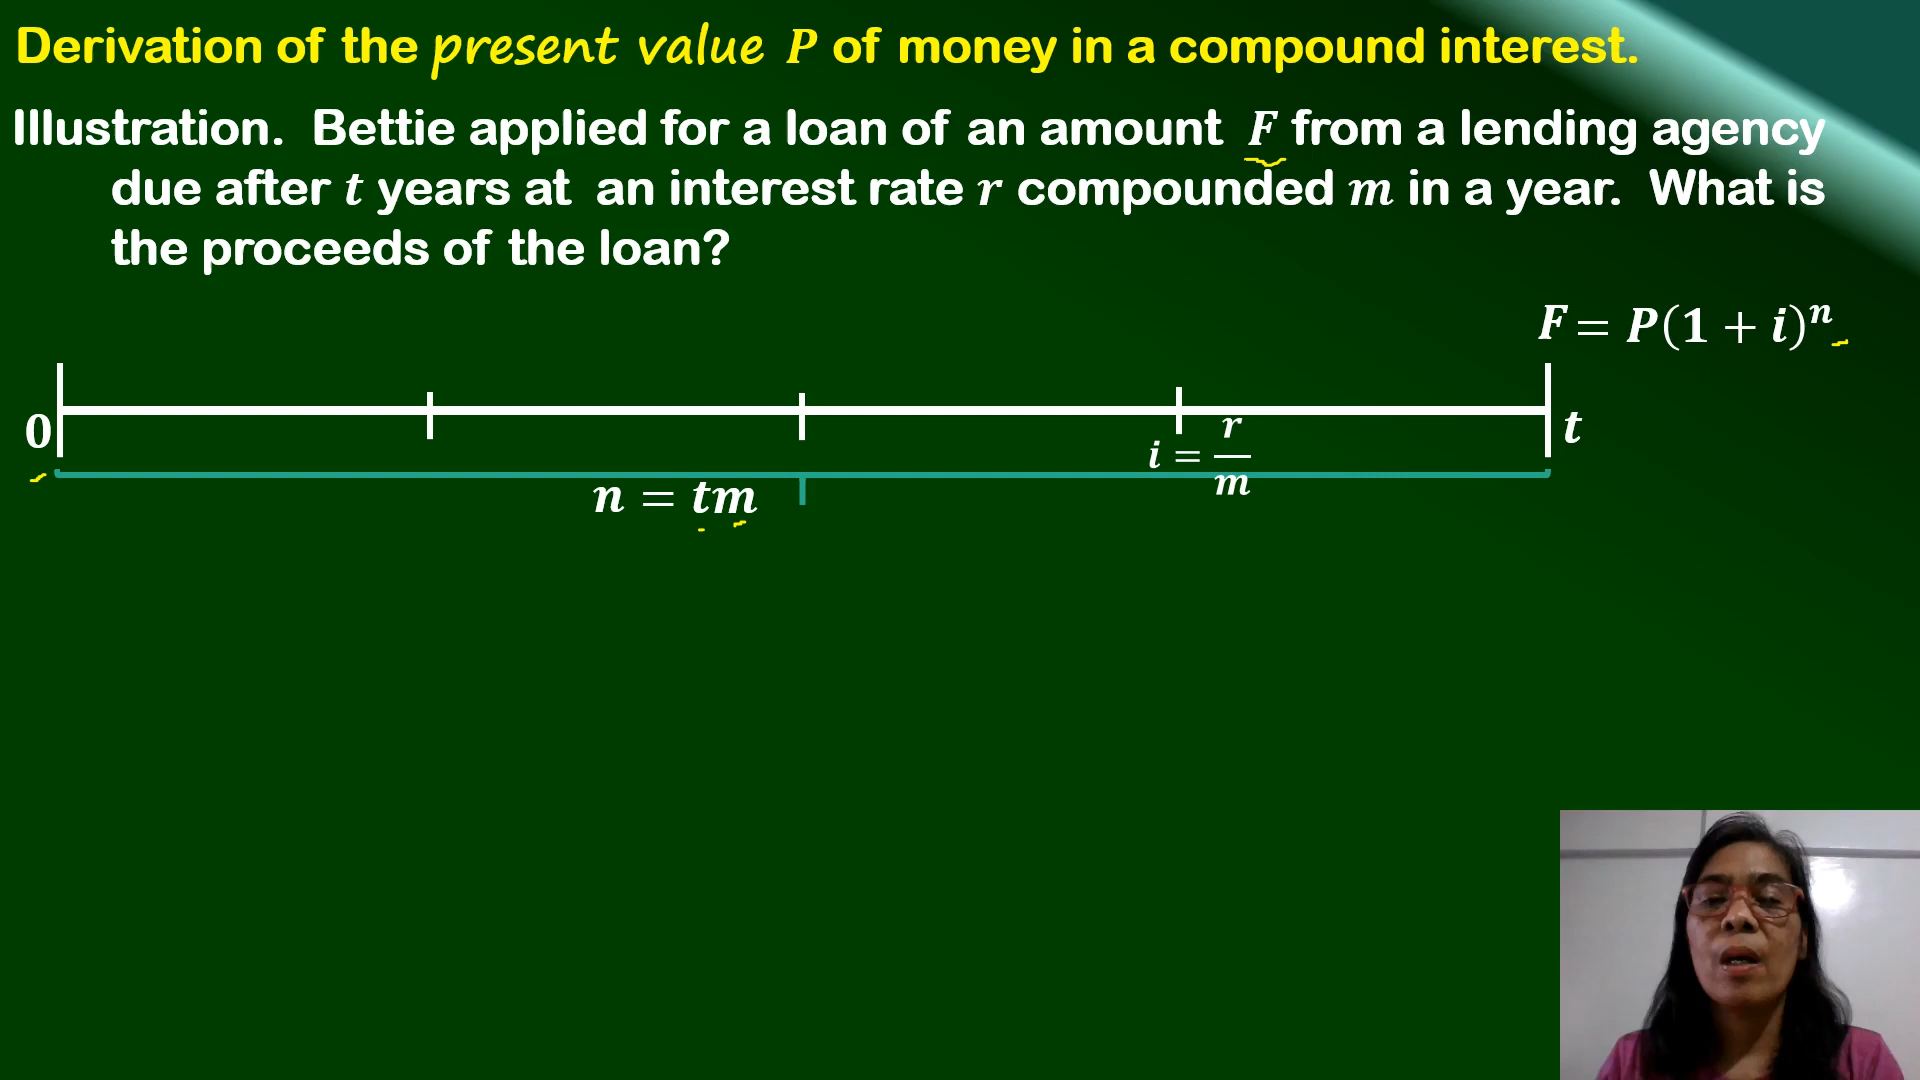 Derivation of the present value P of money in a compound interest.
Illustration. Bettie applied for a loan of an amount F from a lending agency
due after t years at an interest rate r compounded m in a year. What is
the proceeds of the loan?
F = P(1 + i)ⁿ
0
t
i = r/m
n = tm